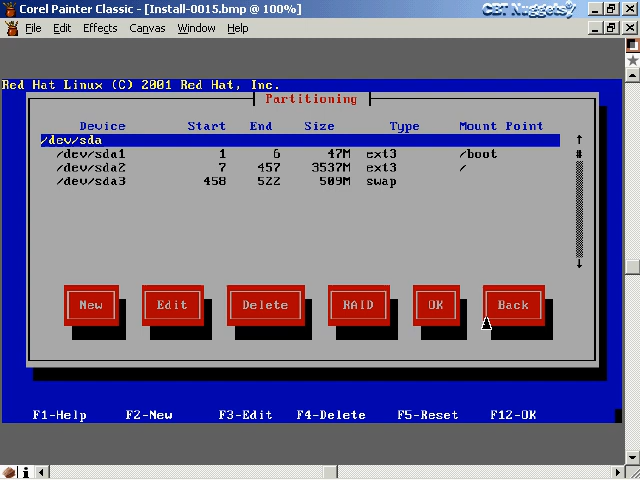 Corel Painter Classic - [Install-0015.bmp @ 100%]
CBT Nuggets
File Edit Effects Canvas Window Help
Red Hat Linux (C) 2001 Red Hat, Inc.
Partitioning
Device Start End Size Type Mount Point
/dev/sda
/dev/sda1 1 6 47M ext3 /boot
/dev/sda2 7 457 3537M ext3 /
/dev/sda3 458 522 509M swap
New Edit Delete RAID OK Back
F1-Help F2-New F3-Edit F4-Delete F5-Reset F12-OK